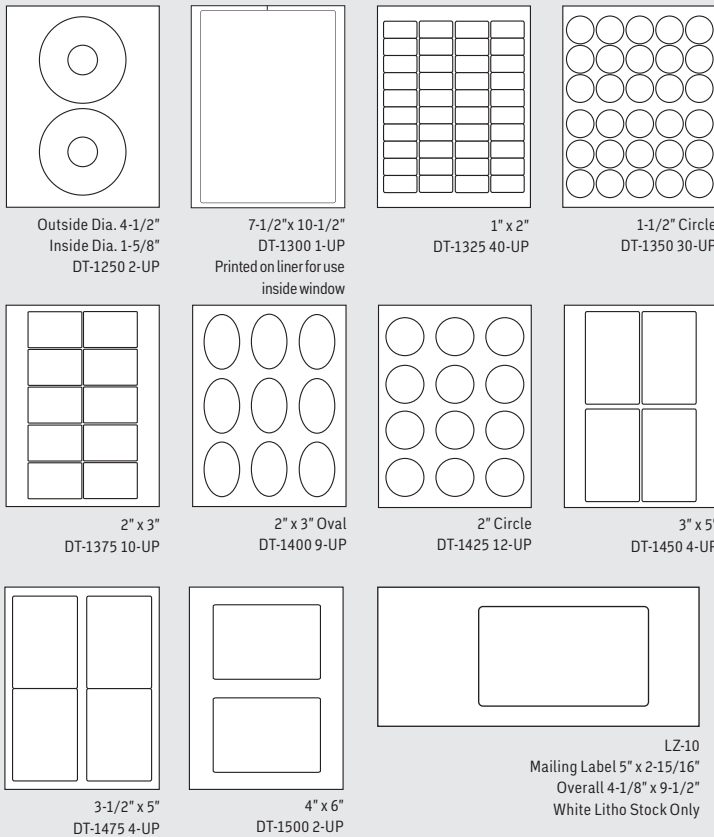 Outside Dia. 4-1/2"
Inside Dia. 1-5/8"
DT-1250 2-UP
7-1/2"x 10-1/2"
DT-1300 1-UP
Printed on liner for use
inside window
1" x 2"
DT-1325 40-UP
1-1/2" Circle
DT-1350 30-UP
2" x 3"
DT-1375 10-UP
2" x 3" Oval
DT-1400 9-UP
2" Circle
DT-1425 12-UP
3" x 5"
DT-1450 4-UP
3-1/2" x 5"
DT-1475 4-UP
4" x 6"
DT-1500 2-UP
LZ-10
Mailing Label 5" x 2-15/16"
Overall 4-1/8" x 9-1/2"
White Litho Stock Only